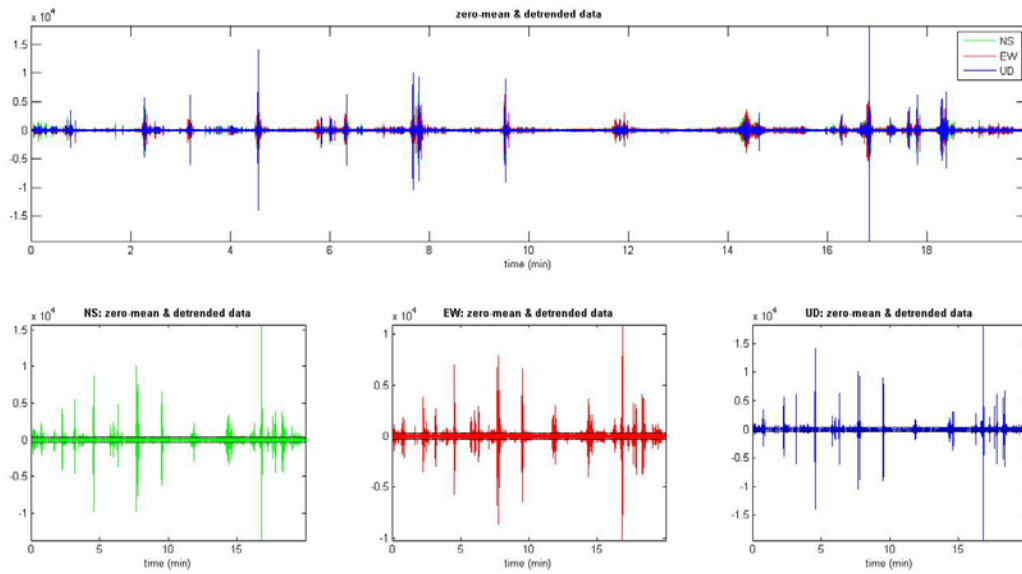 zero-mean & detrended data
x 10^4
1.5
1
0.5
0
-0.5
-1
-1.5
NS
EW
UD
0 2 4 6 8 10 12 14 16 18
time (min)
NS: zero-mean & detrended data
x 10^4
1.5
1
0.5
0
-0.5
-1
0 5 10 15
time (min)
EW: zero-mean & detrended data
x 10^4
1
0.5
0
-0.5
-1
0 5 10 15
time (min)
UD: zero-mean & detrended data
x 10^4
1.5
1
0.5
0
-0.5
-1
-1.5
0 5 10 15
time (min)